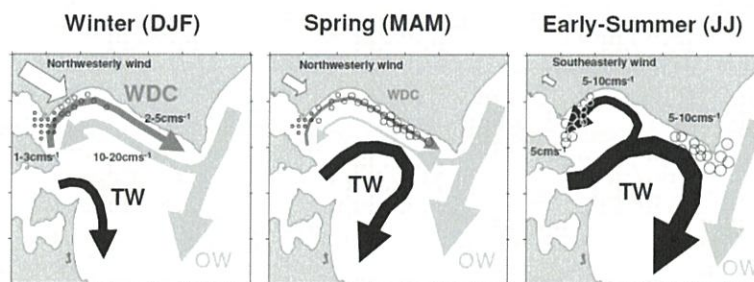 Winter (DJF)
Spring (MAM)
Early-Summer (JJ)
Northwesterly wind
WDC
2-5cms-1
1-3cms-1
10-20cms-1
TW
OW
Northwesterly wind
WDC
TW
OW
Southeasterly wind
5-10cms-1
5-10cms-1
5cms-1
TW
OW